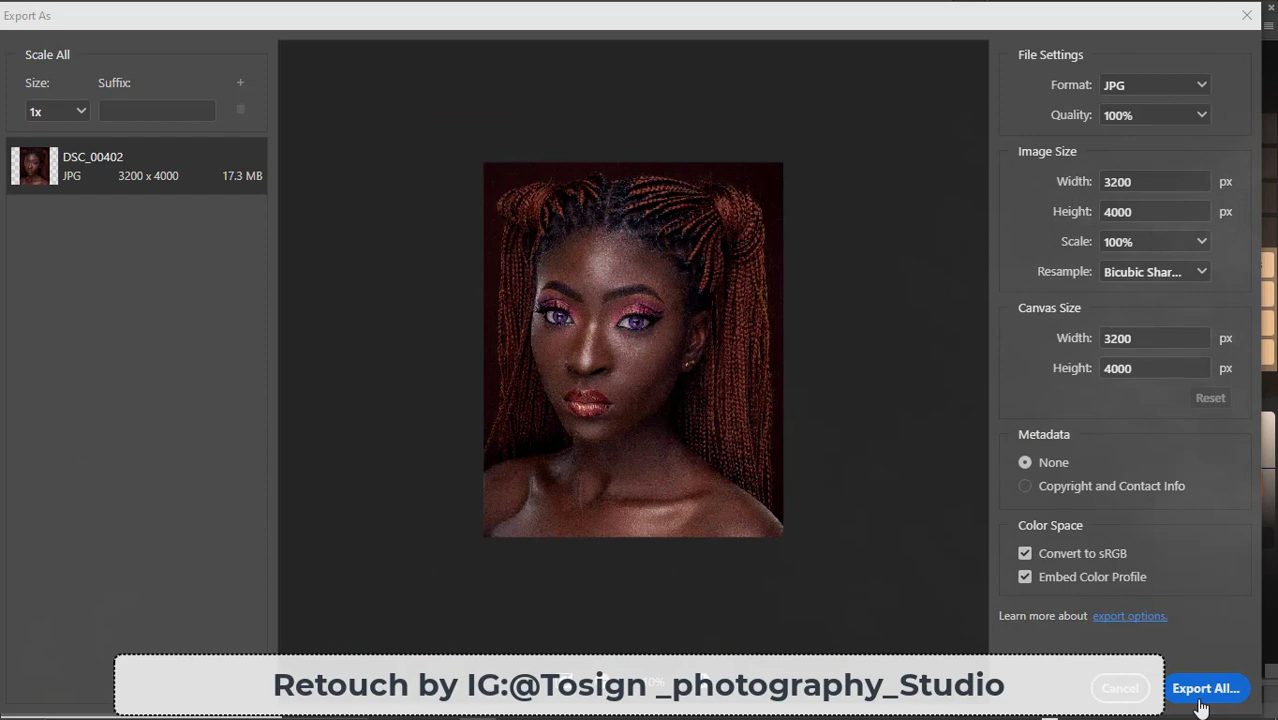 Export As
Scale All
Size:
Suffix:
+
1x
DSC_00402
JPG 3200 x 4000 17.3 MB
File Settings
Format: JPG
Quality: 100%
Image Size
Width: 3200 px
Height: 4000 px
Scale: 100%
Resample: Bicubic Shar...
Canvas Size
Width: 3200 px
Height: 4000 px
Reset
Metadata
None
Copyright and Contact Info
Color Space
Convert to sRGB
Embed Color Profile
Learn more about export options.
Retouch by IG:@Tosign _photography_Studio
Cancel
Export All...